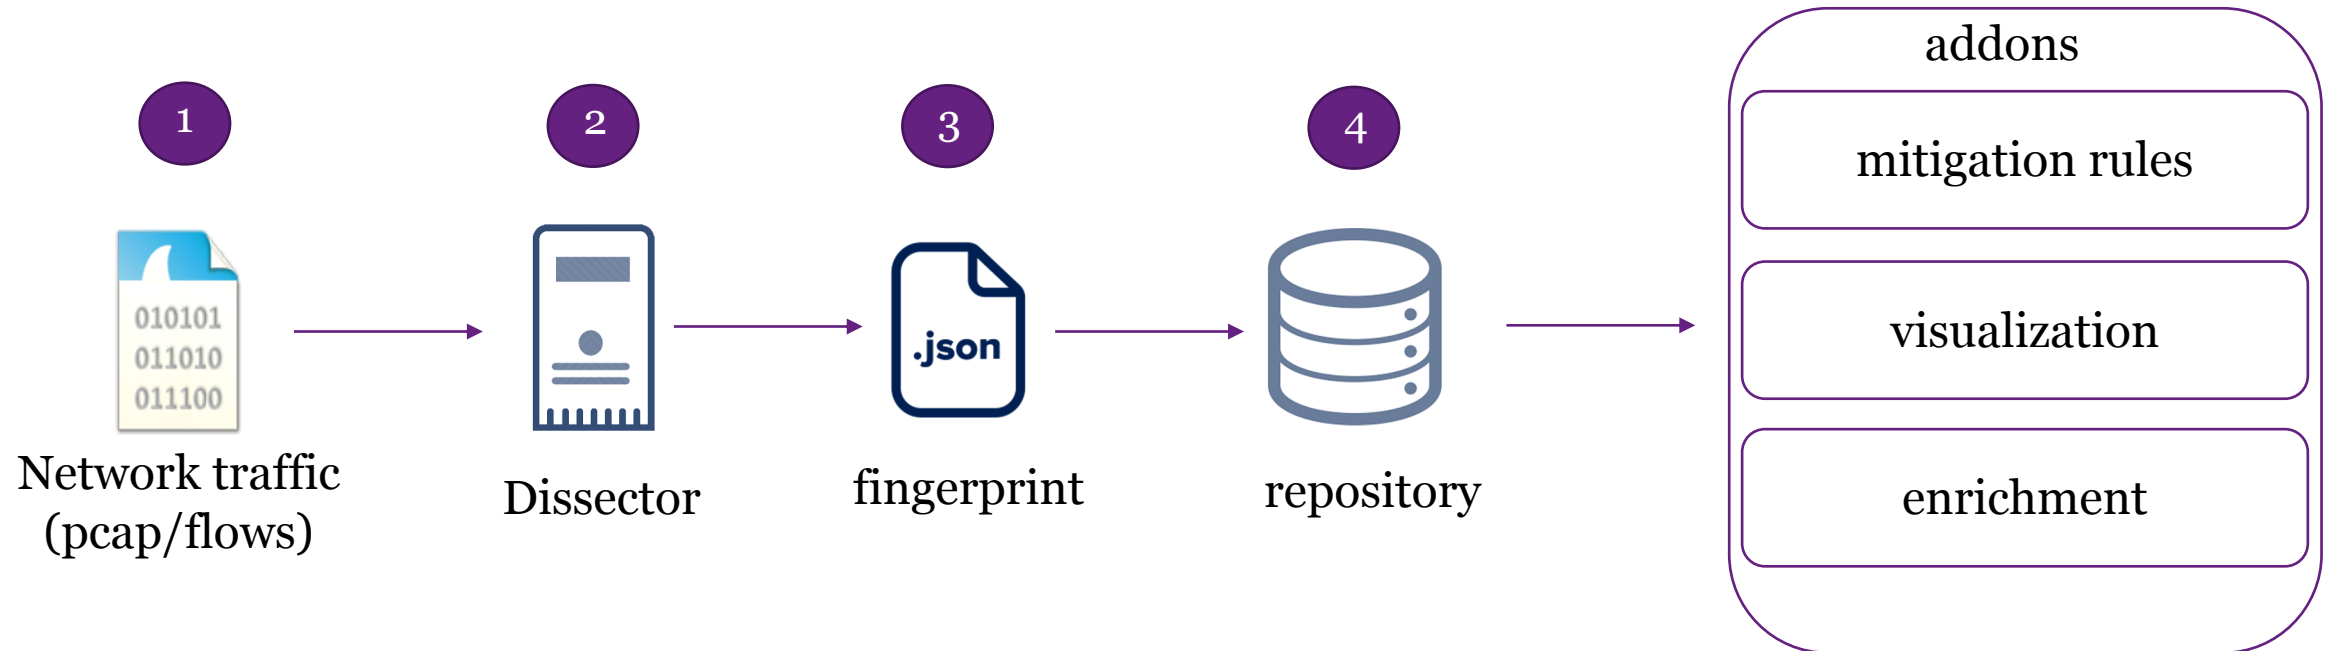 1
2
3
4
010101
011010
011100
.json
Network traffic
(pcap/flows)
Dissector
fingerprint
repository
addons
mitigation rules
visualization
enrichment